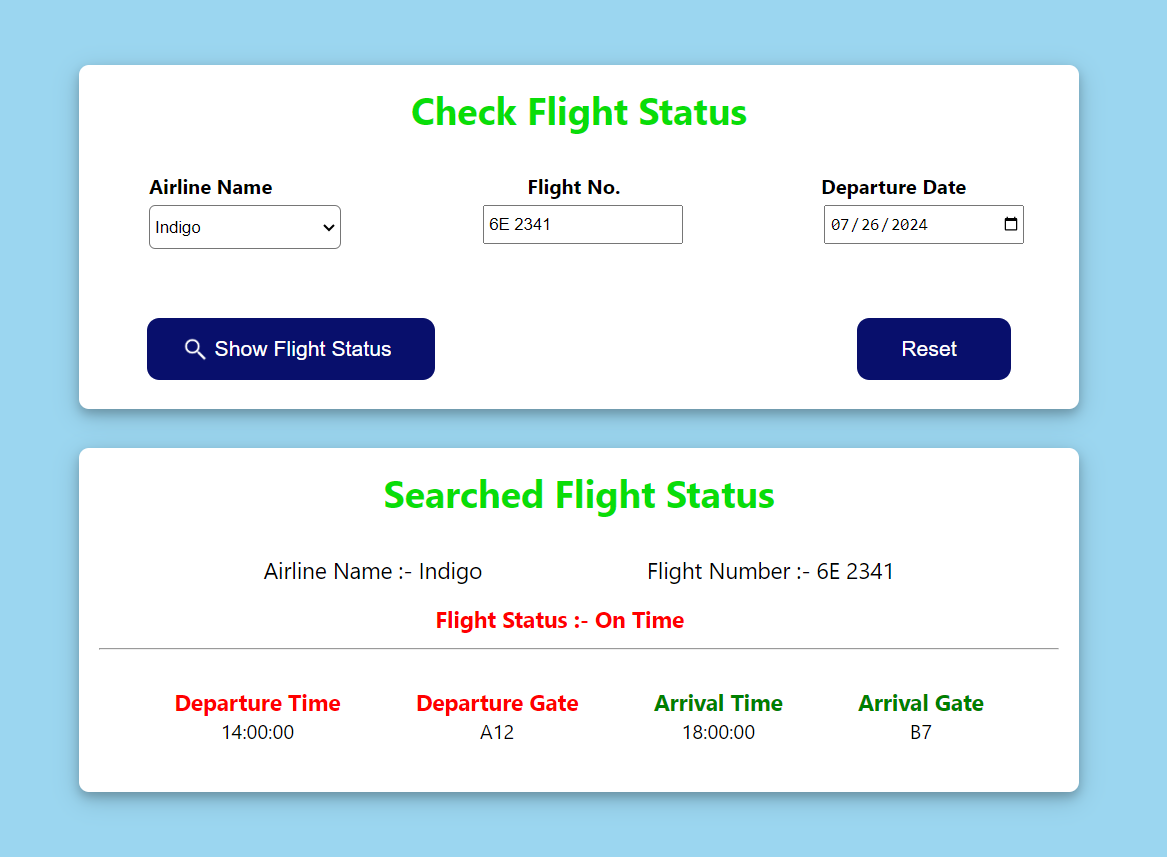 Check Flight Status
Airline Name Flight No. Departure Date
Indigo 6E 2341 07/26/2024
Show Flight Status Reset
Searched Flight Status
Airline Name :- Indigo Flight Number :- 6E 2341
Flight Status :- On Time
Departure Time Departure Gate Arrival Time Arrival Gate
14:00:00 A12 18:00:00 B7